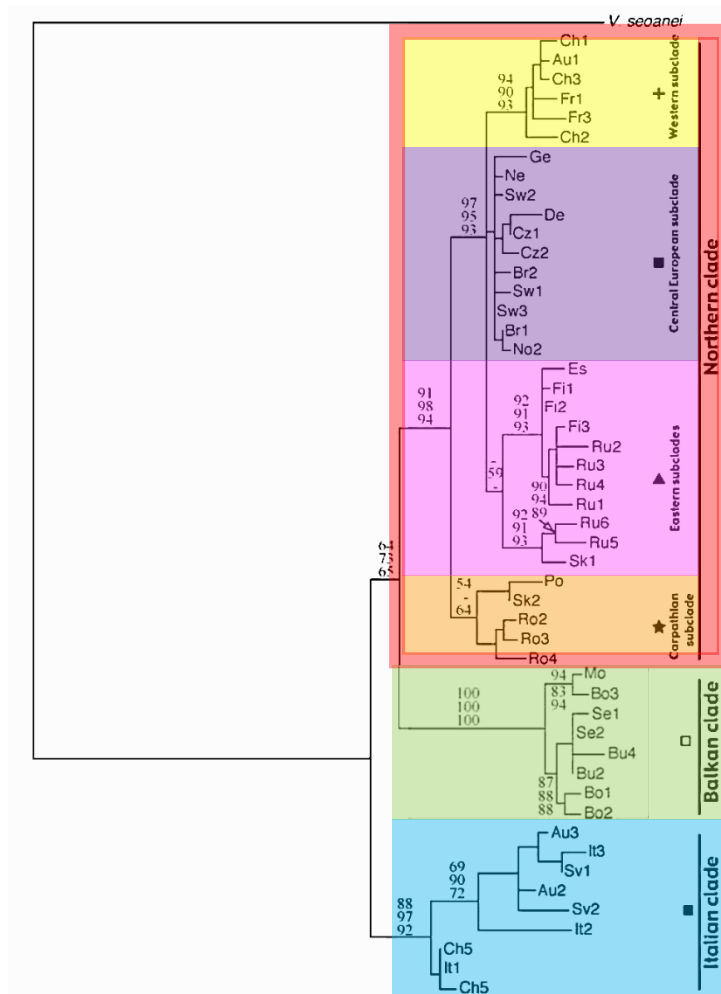 V. seoanei
Ch1
Au1
Ch3
94
90
93
Fr1
Fr3
Ch2
Western subclade
Ge
Ne
Sw2
97
95
93
De
Cz1
Cz2
Br2
Sw1
Sw3
Br1
No2
Central European subclade
Northern clade
91
98
94
Es
Fi1
Fi2
92
91
93
Fi3
Ru2
Ru3
Ru4
Ru1
-
59
-
90
94
89
92
91
93
Ru6
Ru5
Sk1
Eastern subclades
64
73
65
54
-
64
Po
Sk2
Ro2
Ro3
Ro4
Carpathian
subclade
94
83
94
Mo
Bo3
100
100
100
Se1
Se2
Bu4
Bu2
87
88
88
Bo1
Bo2
Balkan clade
Au3
It3
Sv1
69
90
72
Au2
Sv2
It2
88
97
92
Ch5
It1
Ch5
Italian clade